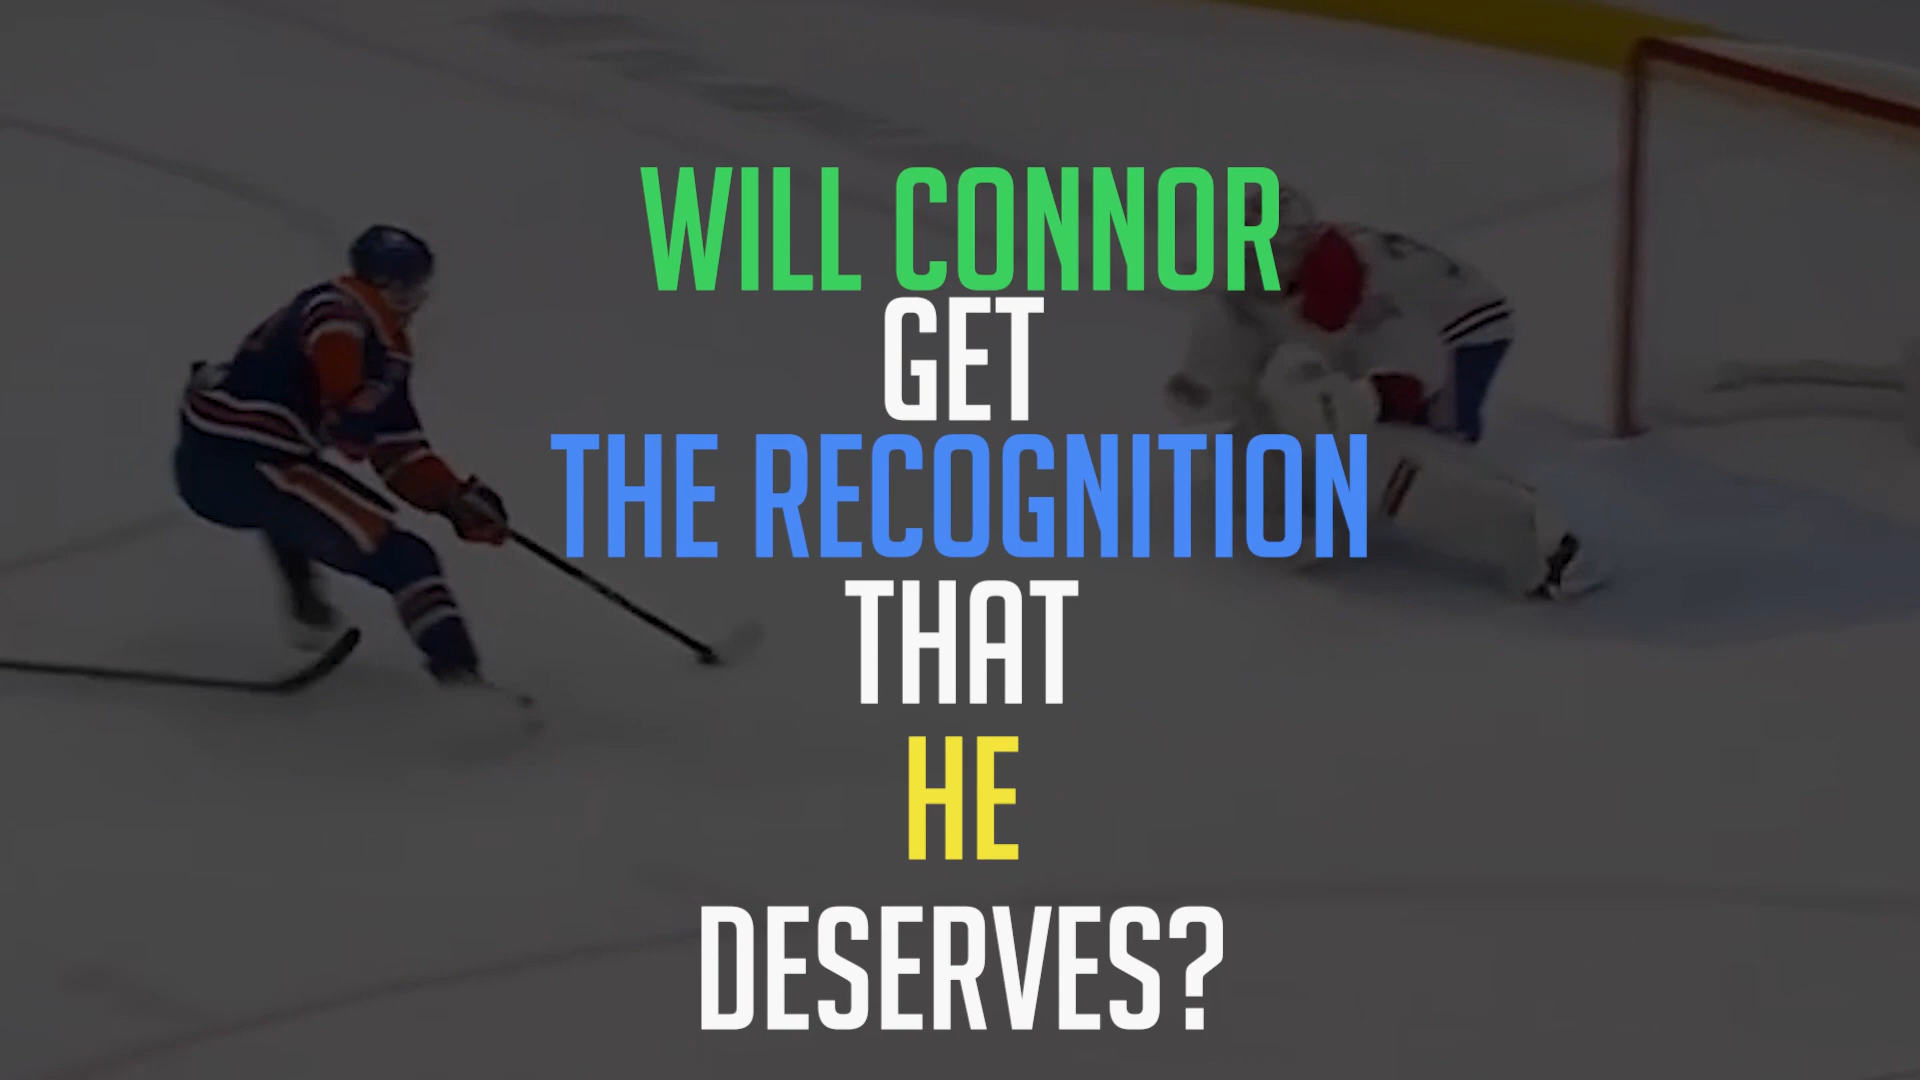 WILL CONNOR
GET
THE RECOGNITION
THAT
HE
DESERVES?